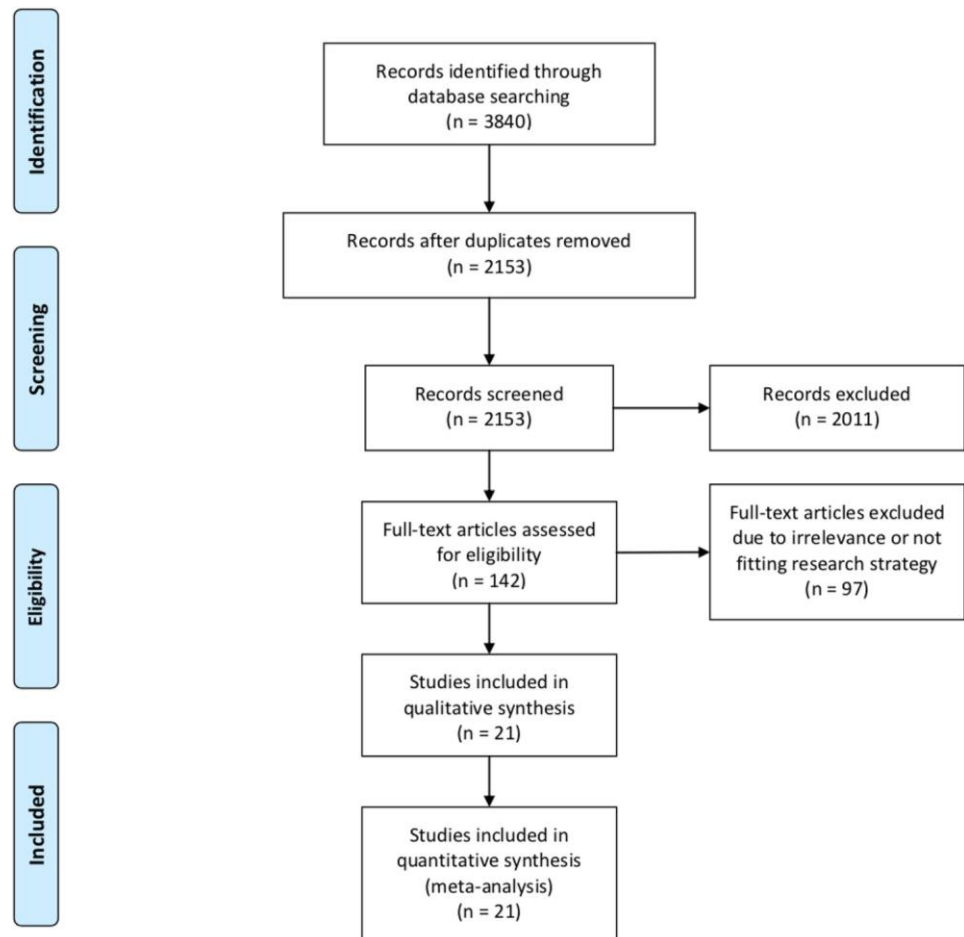 Identification
Records identified through
database searching
(n = 3840)
Records after duplicates removed
(n = 2153)
Screening
Records screened
(n = 2153)
Records excluded
(n = 2011)
Eligibility
Full-text articles assessed
for eligibility
(n = 142)
Full-text articles excluded
due to irrelevance or not
fitting research strategy
(n = 97)
Studies included in
qualitative synthesis
(n = 21)
Included
Studies included in
quantitative synthesis
(meta-analysis)
(n = 21)